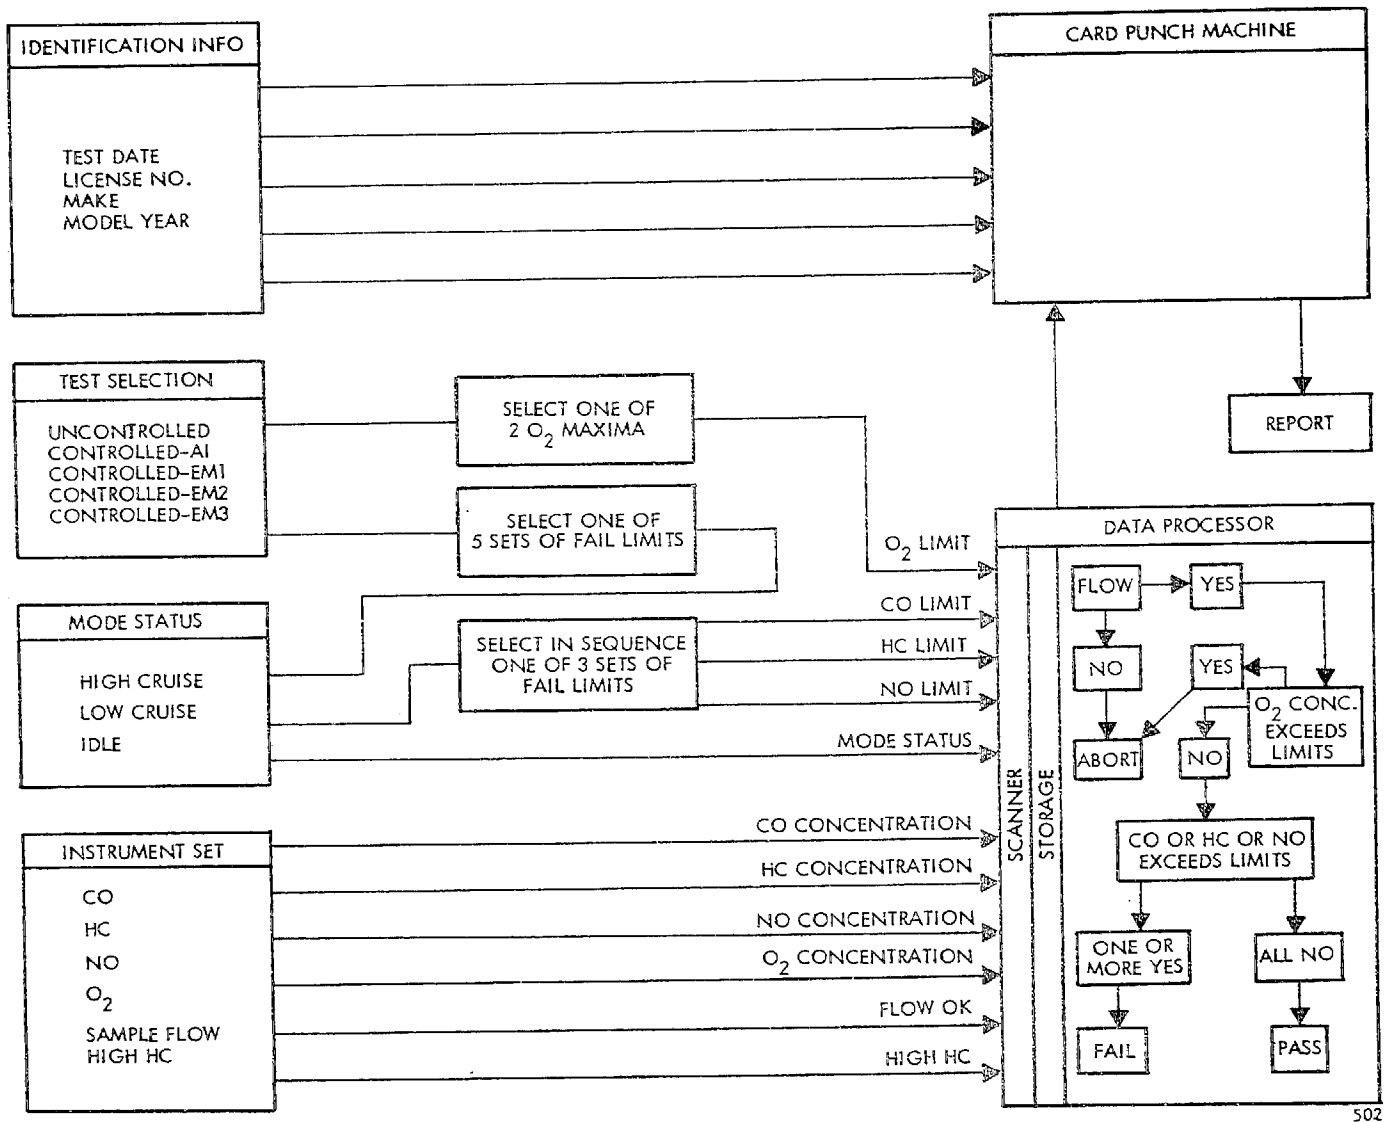 IDENTIFICATION INFO
TEST DATE
LICENSE NO.
MAKE
MODEL YEAR
CARD PUNCH MACHINE
REPORT
TEST SELECTION
UNCONTROLLED
CONTROLLED-AI
CONTROLLED-EM1
CONTROLLED-EM2
CONTROLLED-EM3
SELECT ONE OF
2 O2 MAXIMA
SELECT ONE OF
5 SETS OF FAIL LIMITS
MODE STATUS
HIGH CRUISE
LOW CRUISE
IDLE
SELECT IN SEQUENCE
ONE OF 3 SETS OF
FAIL LIMITS
O2 LIMIT
CO LIMIT
HC LIMIT
NO LIMIT
MODE STATUS
INSTRUMENT SET
CO
HC
NO
O2
SAMPLE FLOW
HIGH HC
CO CONCENTRATION
HC CONCENTRATION
NO CONCENTRATION
O2 CONCENTRATION
FLOW OK
HIGH HC
DATA PROCESSOR
SCANNER
STORAGE
FLOW
YES
NO
YES
O2 CONC.
EXCEEDS
LIMITS
ABORT
NO
CO OR HC OR NO
EXCEEDS LIMITS
ONE OR
MORE YES
ALL NO
FAIL
PASS
502